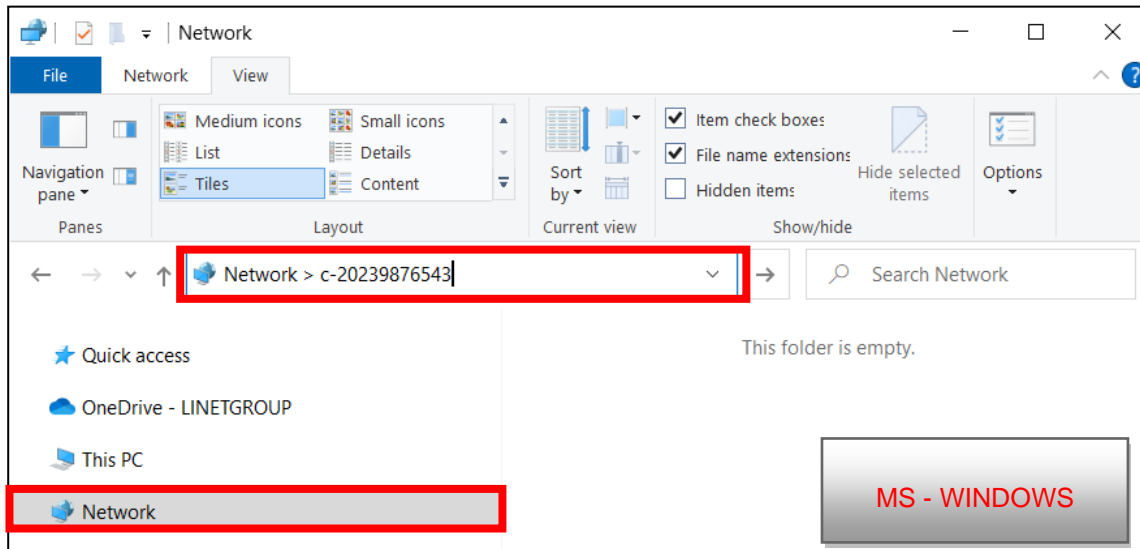 Network
File Network View
?
Medium icons Small icons
List Details
Tiles Content
Navigation pane
Sort by
Item check boxes
File name extensions
Hidden items
Hide selected items
Options
Panes Layout Current view Show/hide
Network > c-20239876543
Search Network
Quick access
This folder is empty.
OneDrive - LINETGROUP
This PC
Network
MS - WINDOWS